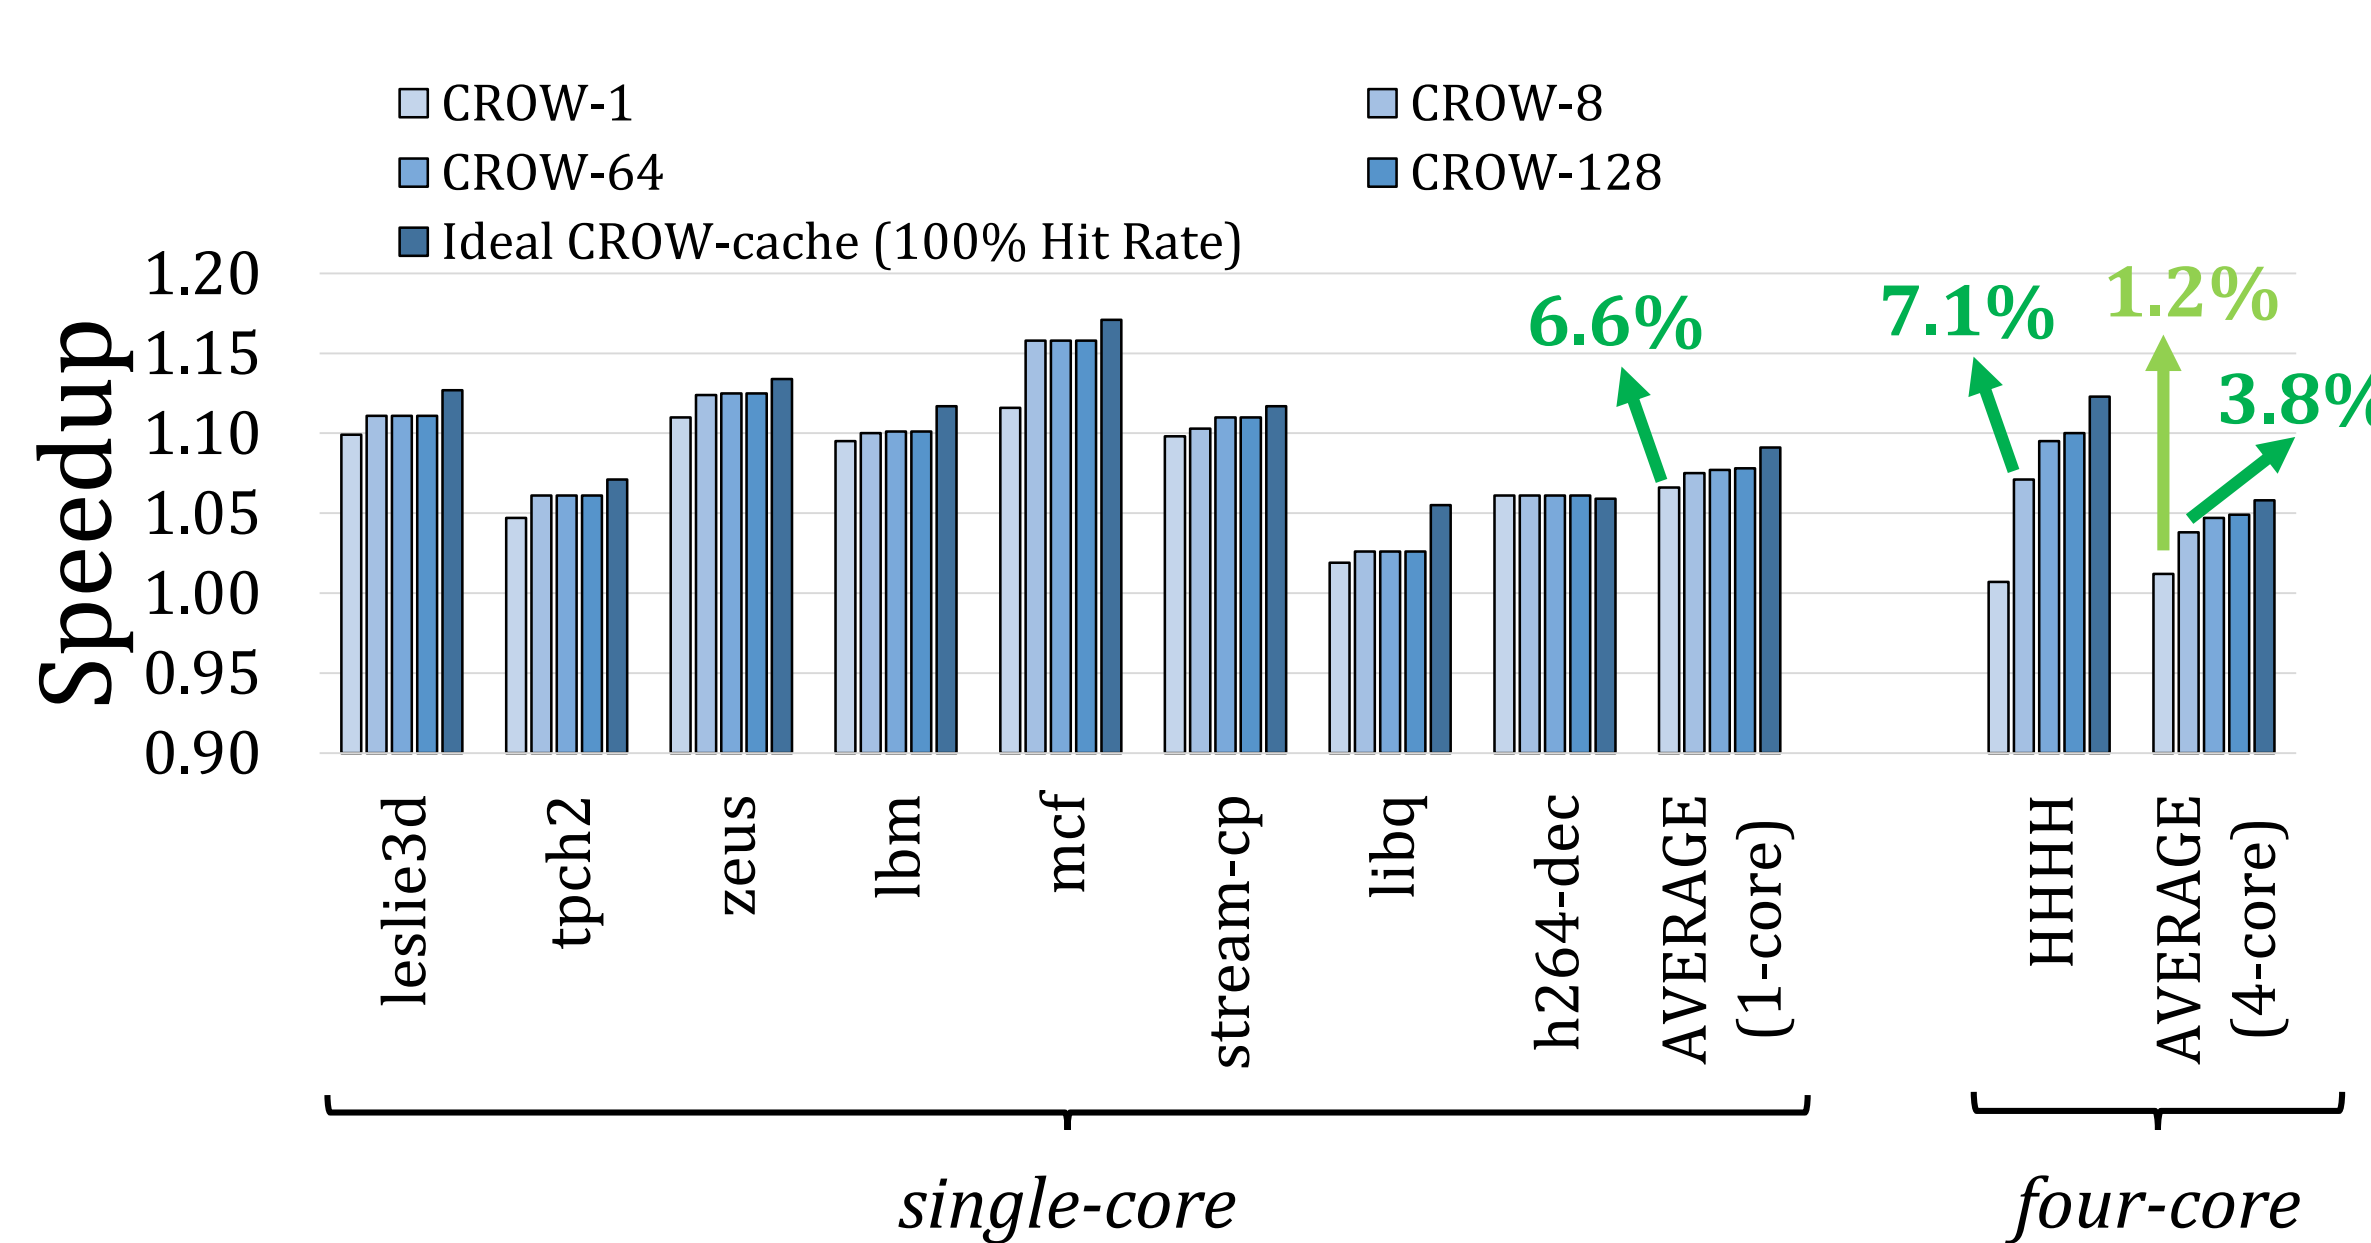 CROW-1
CROW-8
CROW-64
CROW-128
Ideal CROW-cache (100% Hit Rate)
Speedup
1.20
1.15
1.10
1.05
1.00
0.95
0.90
6.6%
7.1%
1.2%
3.8%
leslie3d
tpch2
zeus
lbm
mcf
stream-cp
libq
h264-dec
AVERAGE
(1-core)
HHHH
AVERAGE
(4-core)
single-core
four-core